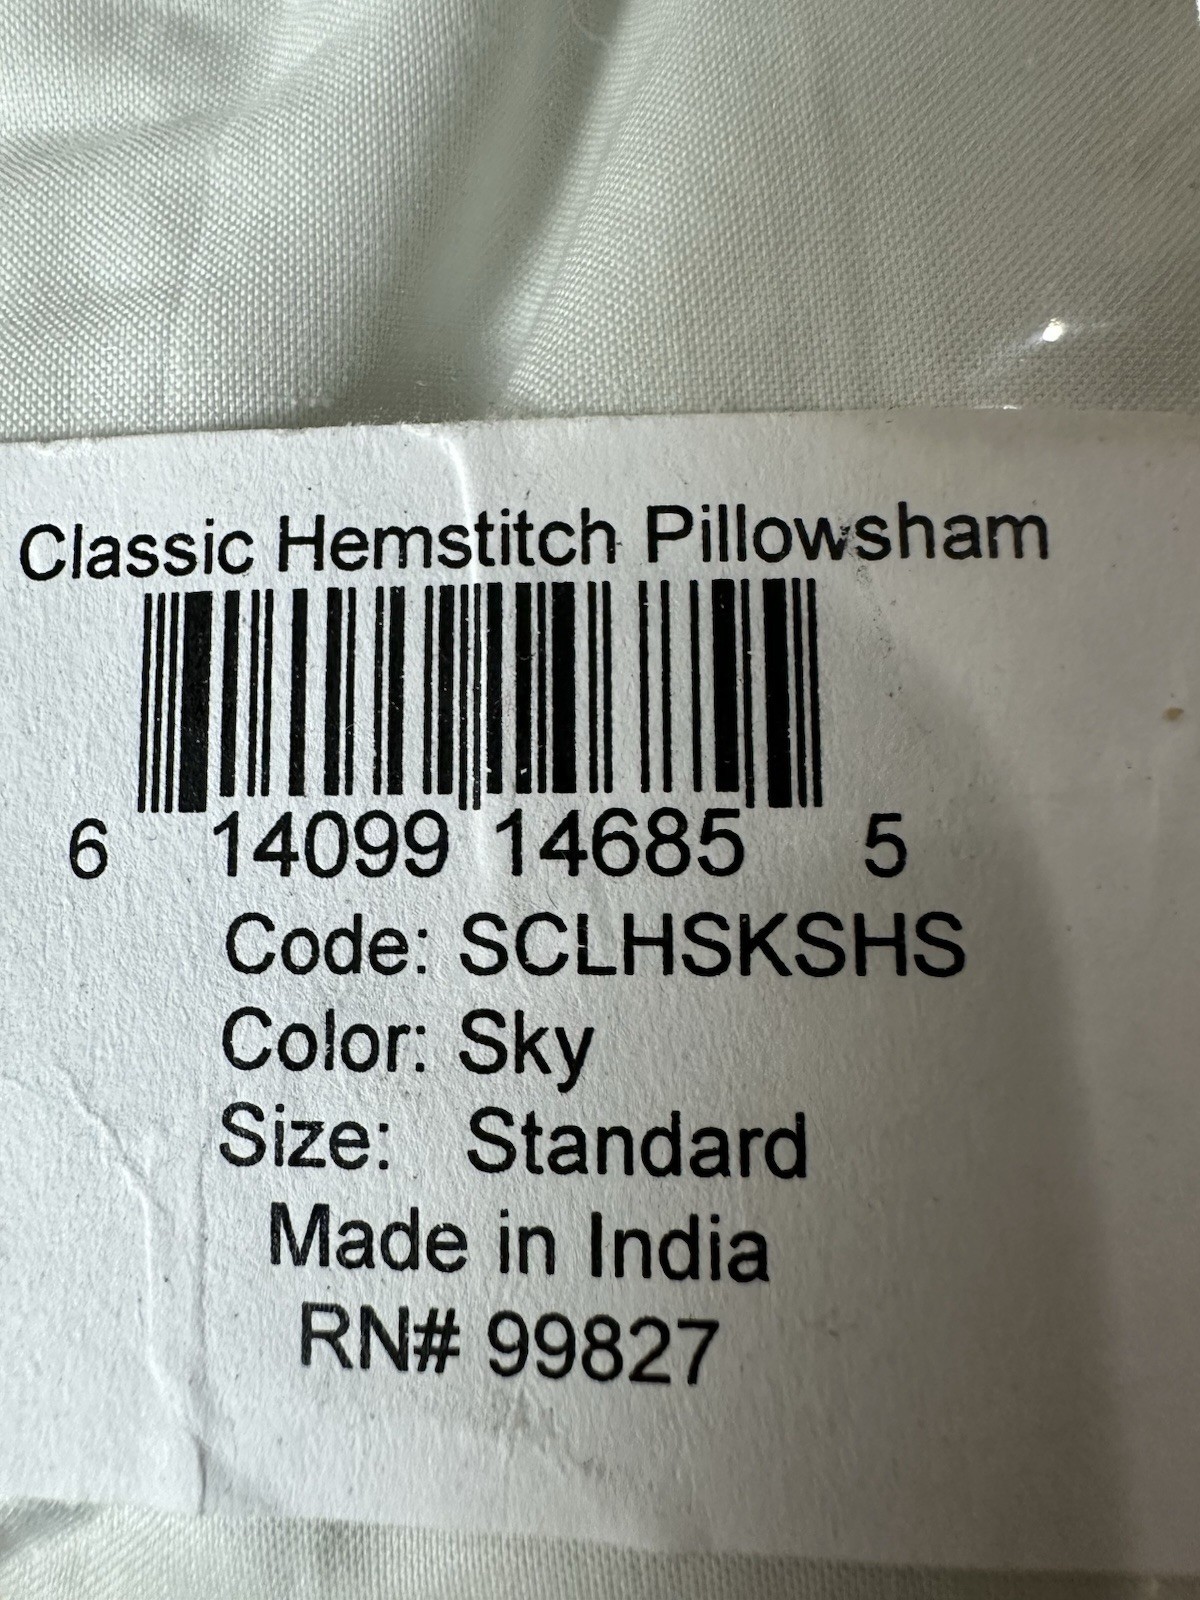 Classic Hemstitch Pillowsham
6 14099 14685 5
Code: SCLHSKSHS
Color: Sky
Size: Standard
Made in India
RN# 99827